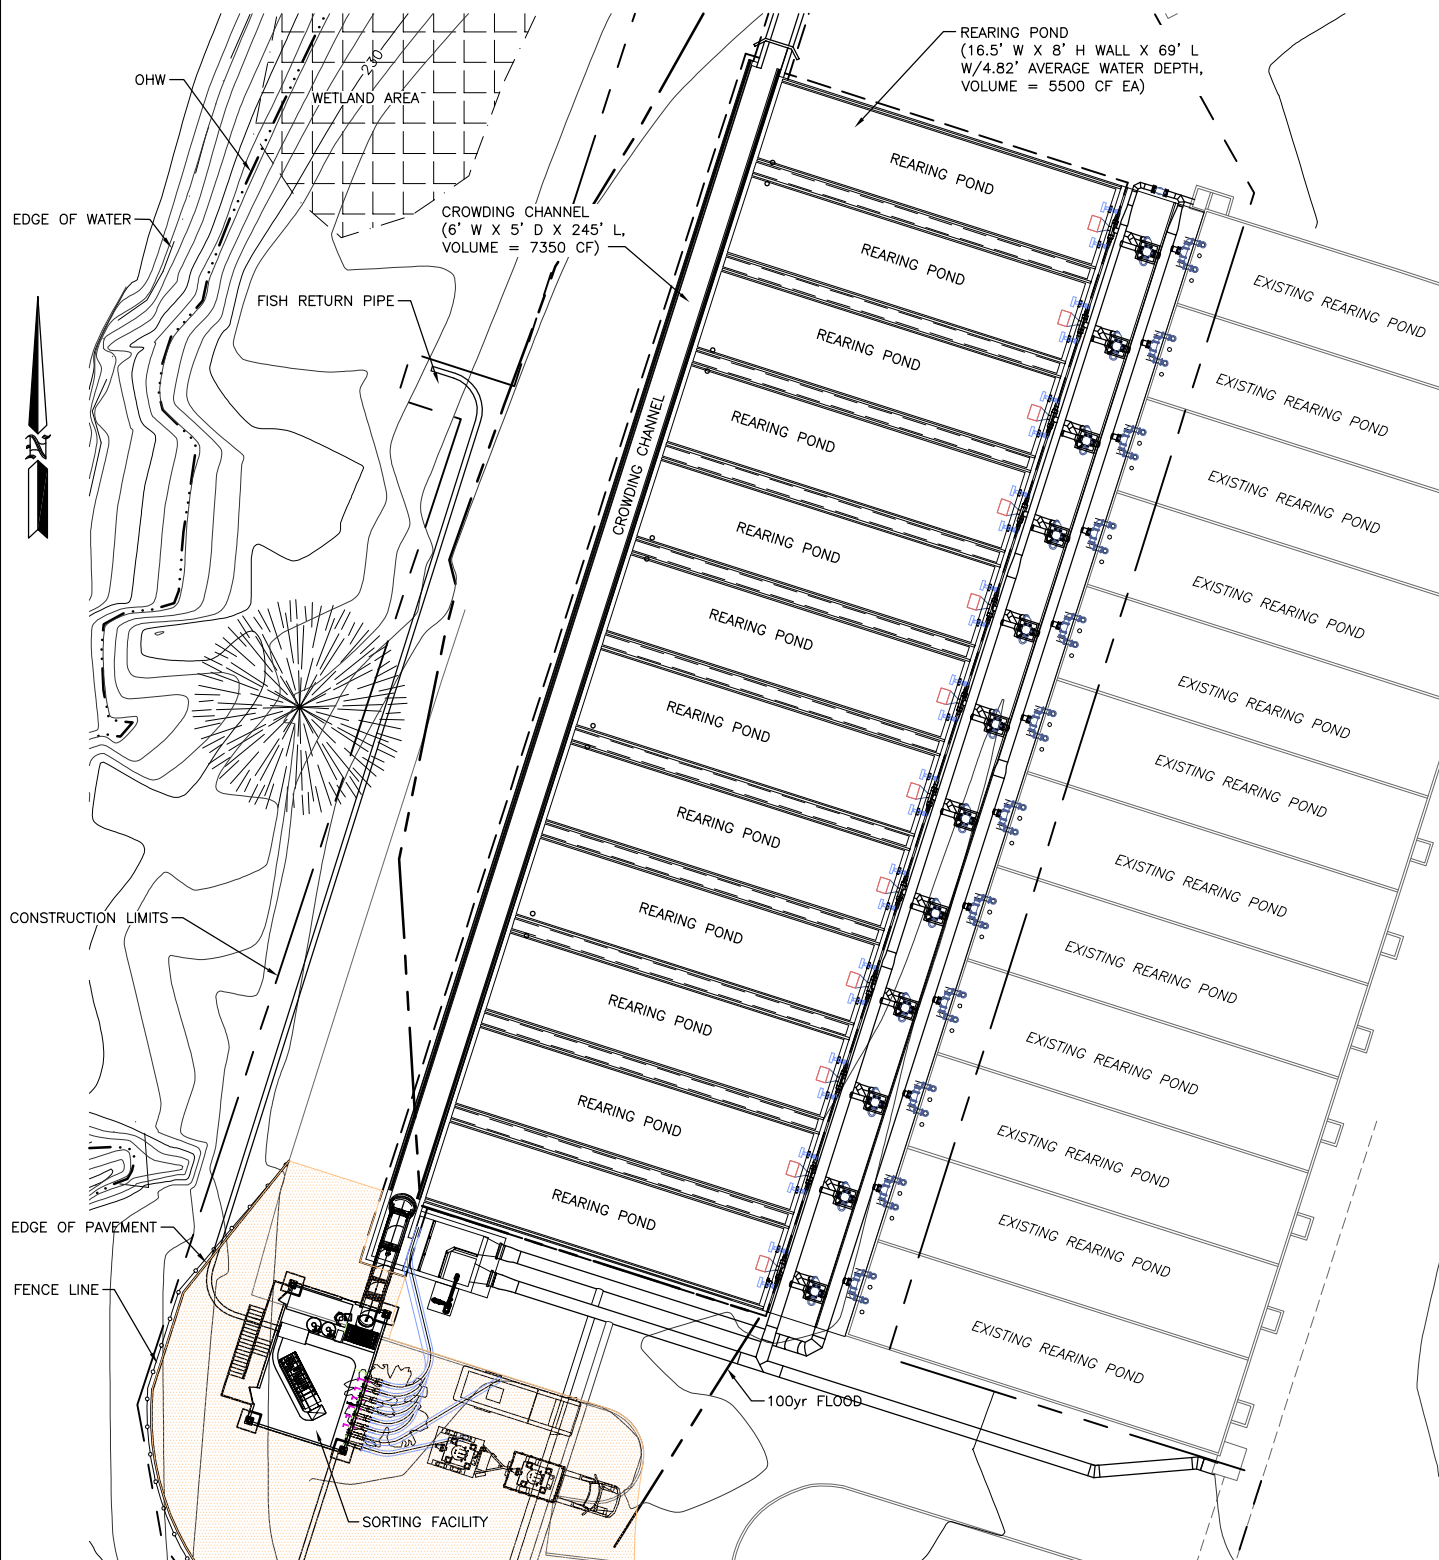 REARING POND
(16.5' W X 8' H WALL X 69' L
W/4.82' AVERAGE WATER DEPTH,
VOLUME = 5500 CF EA)
OHW
230
WETLAND AREA
REARING POND
EDGE OF WATER
CROWDING CHANNEL
(6' W X 5' D X 245' L,
VOLUME = 7350 CF)
REARING POND
EXISTING REARING POND
FISH RETURN PIPE
REARING POND
EXISTING REARING POND
N
CROWDING CHANNEL
REARING POND
EXISTING REARING POND
REARING POND
EXISTING REARING POND
REARING POND
EXISTING REARING POND
REARING POND
EXISTING REARING POND
REARING POND
EXISTING REARING POND
REARING POND
CONSTRUCTION LIMITS
EXISTING REARING POND
REARING POND
EXISTING REARING POND
REARING POND
EXISTING REARING POND
REARING POND
EDGE OF PAVEMENT
EXISTING REARING POND
FENCE LINE
EXISTING REARING POND
100yr FLOOD
SORTING FACILITY